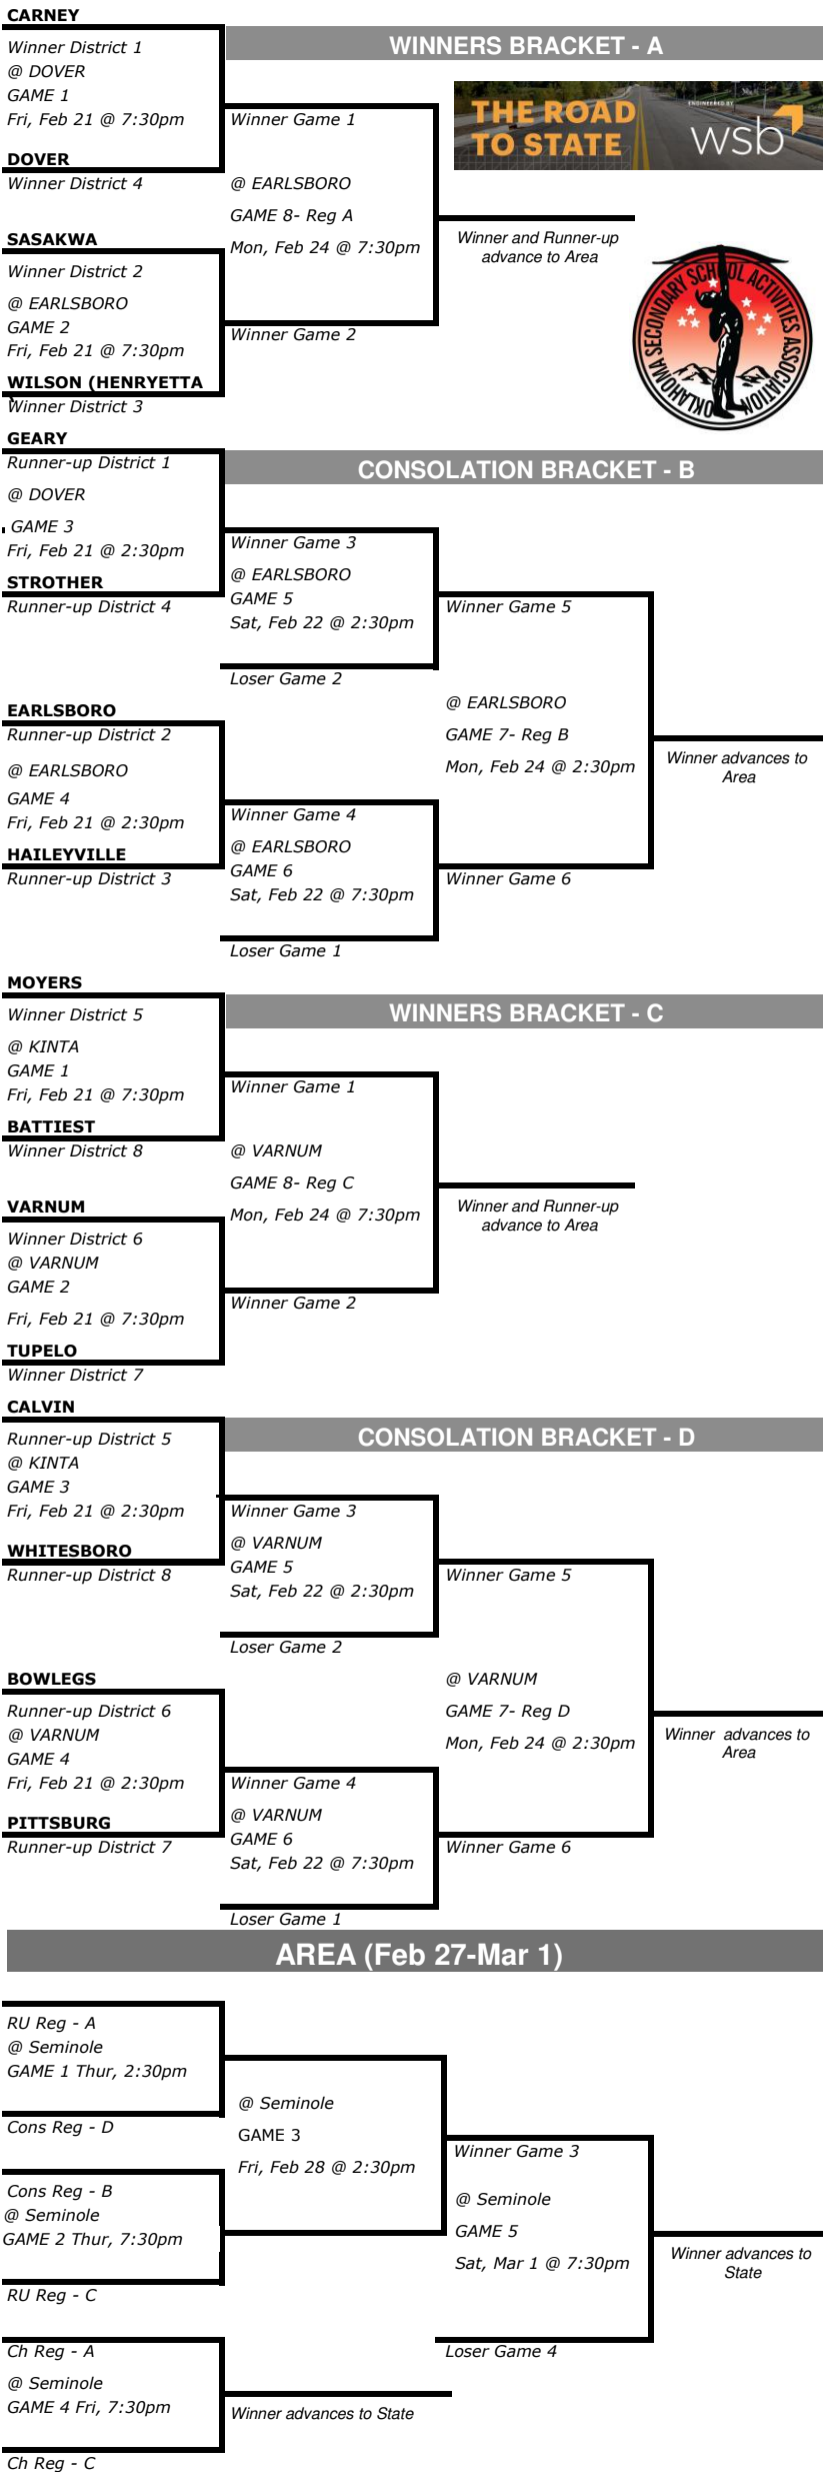 CARNEY
WINNERS BRACKET - A
Winner District 1
@ DOVER
GAME 1
Fri, Feb 21 @ 7:30pm
DOVER
Winner District 4
THE ROAD
TO STATE
ENGINEERED BY
wsb
Winner Game 1
@ EARLSBORO
GAME 8- Reg A
Mon, Feb 24 @ 7:30pm
Winner Game 2
Winner and Runner-up
advance to Area
OKLAHOMA SECONDARY SCHOOL ACTIVITIES ASSOCIATION
SASAKWA
Winner District 2
@ EARLSBORO
GAME 2
Fri, Feb 21 @ 7:30pm
WILSON (HENRYETTA
Winner District 3
GEARY
CONSOLATION BRACKET - B
Runner-up District 1
@ DOVER
GAME 3
Fri, Feb 21 @ 2:30pm
STROTHER
Runner-up District 4
Winner Game 3
@ EARLSBORO
GAME 5
Sat, Feb 22 @ 2:30pm
Loser Game 2
Winner Game 5
@ EARLSBORO
GAME 7- Reg B
Mon, Feb 24 @ 2:30pm
Winner Game 6
Winner advances to
Area
EARLSBORO
Runner-up District 2
@ EARLSBORO
GAME 4
Fri, Feb 21 @ 2:30pm
HAILEYVILLE
Runner-up District 3
Winner Game 4
@ EARLSBORO
GAME 6
Sat, Feb 22 @ 7:30pm
Loser Game 1
MOYERS
WINNERS BRACKET - C
Winner District 5
@ KINTA
GAME 1
Fri, Feb 21 @ 7:30pm
BATTIEST
Winner District 8
Winner Game 1
@ VARNUM
GAME 8- Reg C
Mon, Feb 24 @ 7:30pm
Winner Game 2
Winner and Runner-up
advance to Area
VARNUM
Winner District 6
@ VARNUM
GAME 2
Fri, Feb 21 @ 7:30pm
TUPELO
Winner District 7
CALVIN
CONSOLATION BRACKET - D
Runner-up District 5
@ KINTA
GAME 3
Fri, Feb 21 @ 2:30pm
WHITESBORO
Runner-up District 8
Winner Game 3
@ VARNUM
GAME 5
Sat, Feb 22 @ 2:30pm
Loser Game 2
Winner Game 5
@ VARNUM
GAME 7- Reg D
Mon, Feb 24 @ 2:30pm
Winner Game 6
Winner advances to
Area
BOWLEGS
Runner-up District 6
@ VARNUM
GAME 4
Fri, Feb 21 @ 2:30pm
PITTSBURG
Runner-up District 7
Winner Game 4
@ VARNUM
GAME 6
Sat, Feb 22 @ 7:30pm
Loser Game 1
AREA (Feb 27-Mar 1)
RU Reg - A
@ Seminole
GAME 1 Thur, 2:30pm
Cons Reg - D
Cons Reg - B
@ Seminole
GAME 2 Thur, 7:30pm
RU Reg - C
@ Seminole
GAME 3
Fri, Feb 28 @ 2:30pm
Winner Game 3
@ Seminole
GAME 5
Sat, Mar 1 @ 7:30pm
Loser Game 4
Winner advances to
State
Ch Reg - A
@ Seminole
GAME 4 Fri, 7:30pm
Ch Reg - C
Winner advances to State